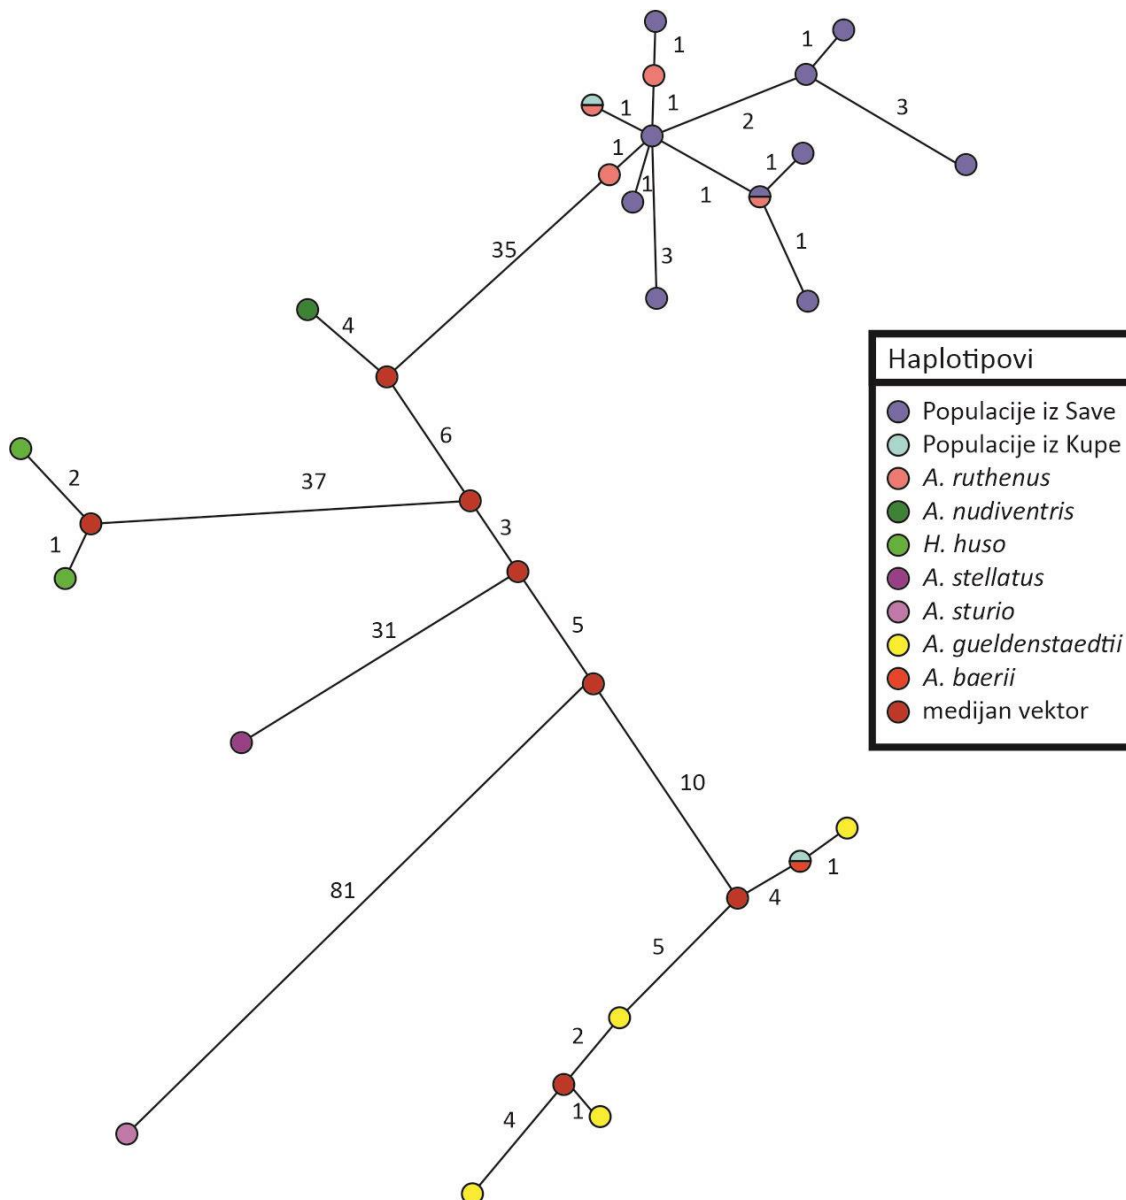 1
1
1
1
3
2
1
1
1
1
1
35
3
1
4
6
2
37
3
1
5
31
10
1
81
4
5
2
4
1
Haplotipovi
Populacije iz Save
Populacije iz Kupe
A. ruthenus
A. nudiventris
H. huso
A. stellatus
A. sturio
A. gueldenstaedtii
A. baerii
medijan vektor